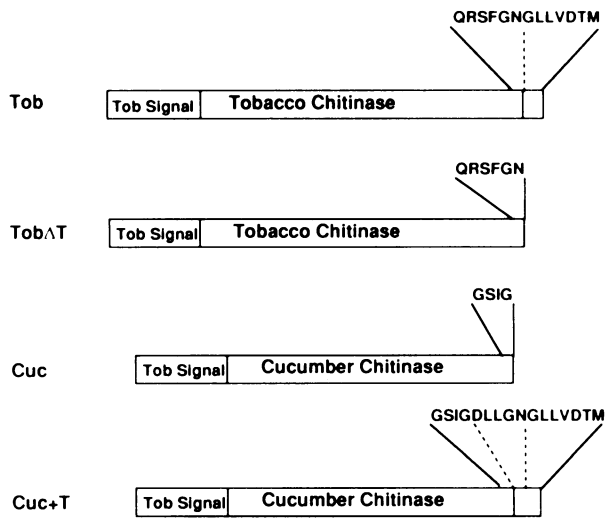 QRSFGNGLLVDTM
Tob Tob Signal Tobacco Chitinase
QRSFGN
TobΔT Tob Signal Tobacco Chitinase
GSIG
Cuc Tob Signal Cucumber Chitinase
GSIGDLLGNGLLVDTM
Cuc+T Tob Signal Cucumber Chitinase